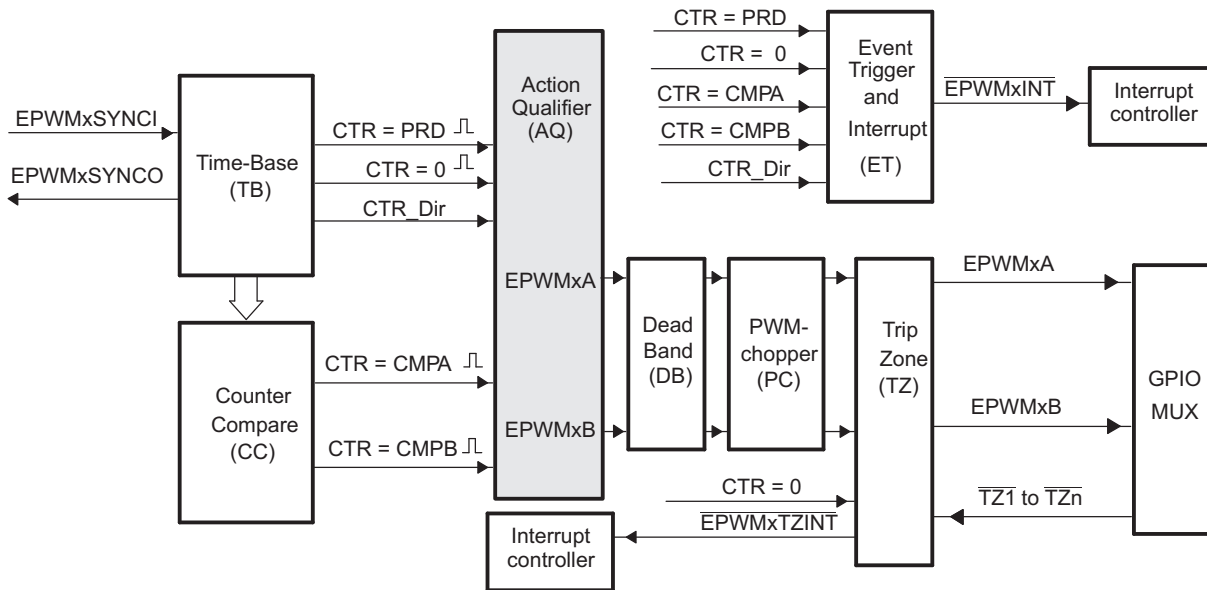 EPWMxSYNCI
EPWMxSYNCO
Time-Base
(TB)
CTR = PRD
CTR = 0
CTR_Dir
Counter
Compare
(CC)
CTR = CMPA
CTR = CMPB
Action
Qualifier
(AQ)
EPWMxA
EPWMxB
CTR = PRD
CTR = 0
CTR = CMPA
CTR = CMPB
CTR_Dir
Event
Trigger
and
Interrupt
(ET)
EPWMxINT
Interrupt
controller
Dead
Band
(DB)
PWM-
chopper
(PC)
Trip
Zone
(TZ)
CTR = 0
EPWMxTZINT
Interrupt
controller
EPWMxA
EPWMxB
TZ1 to TZn
GPIO
MUX